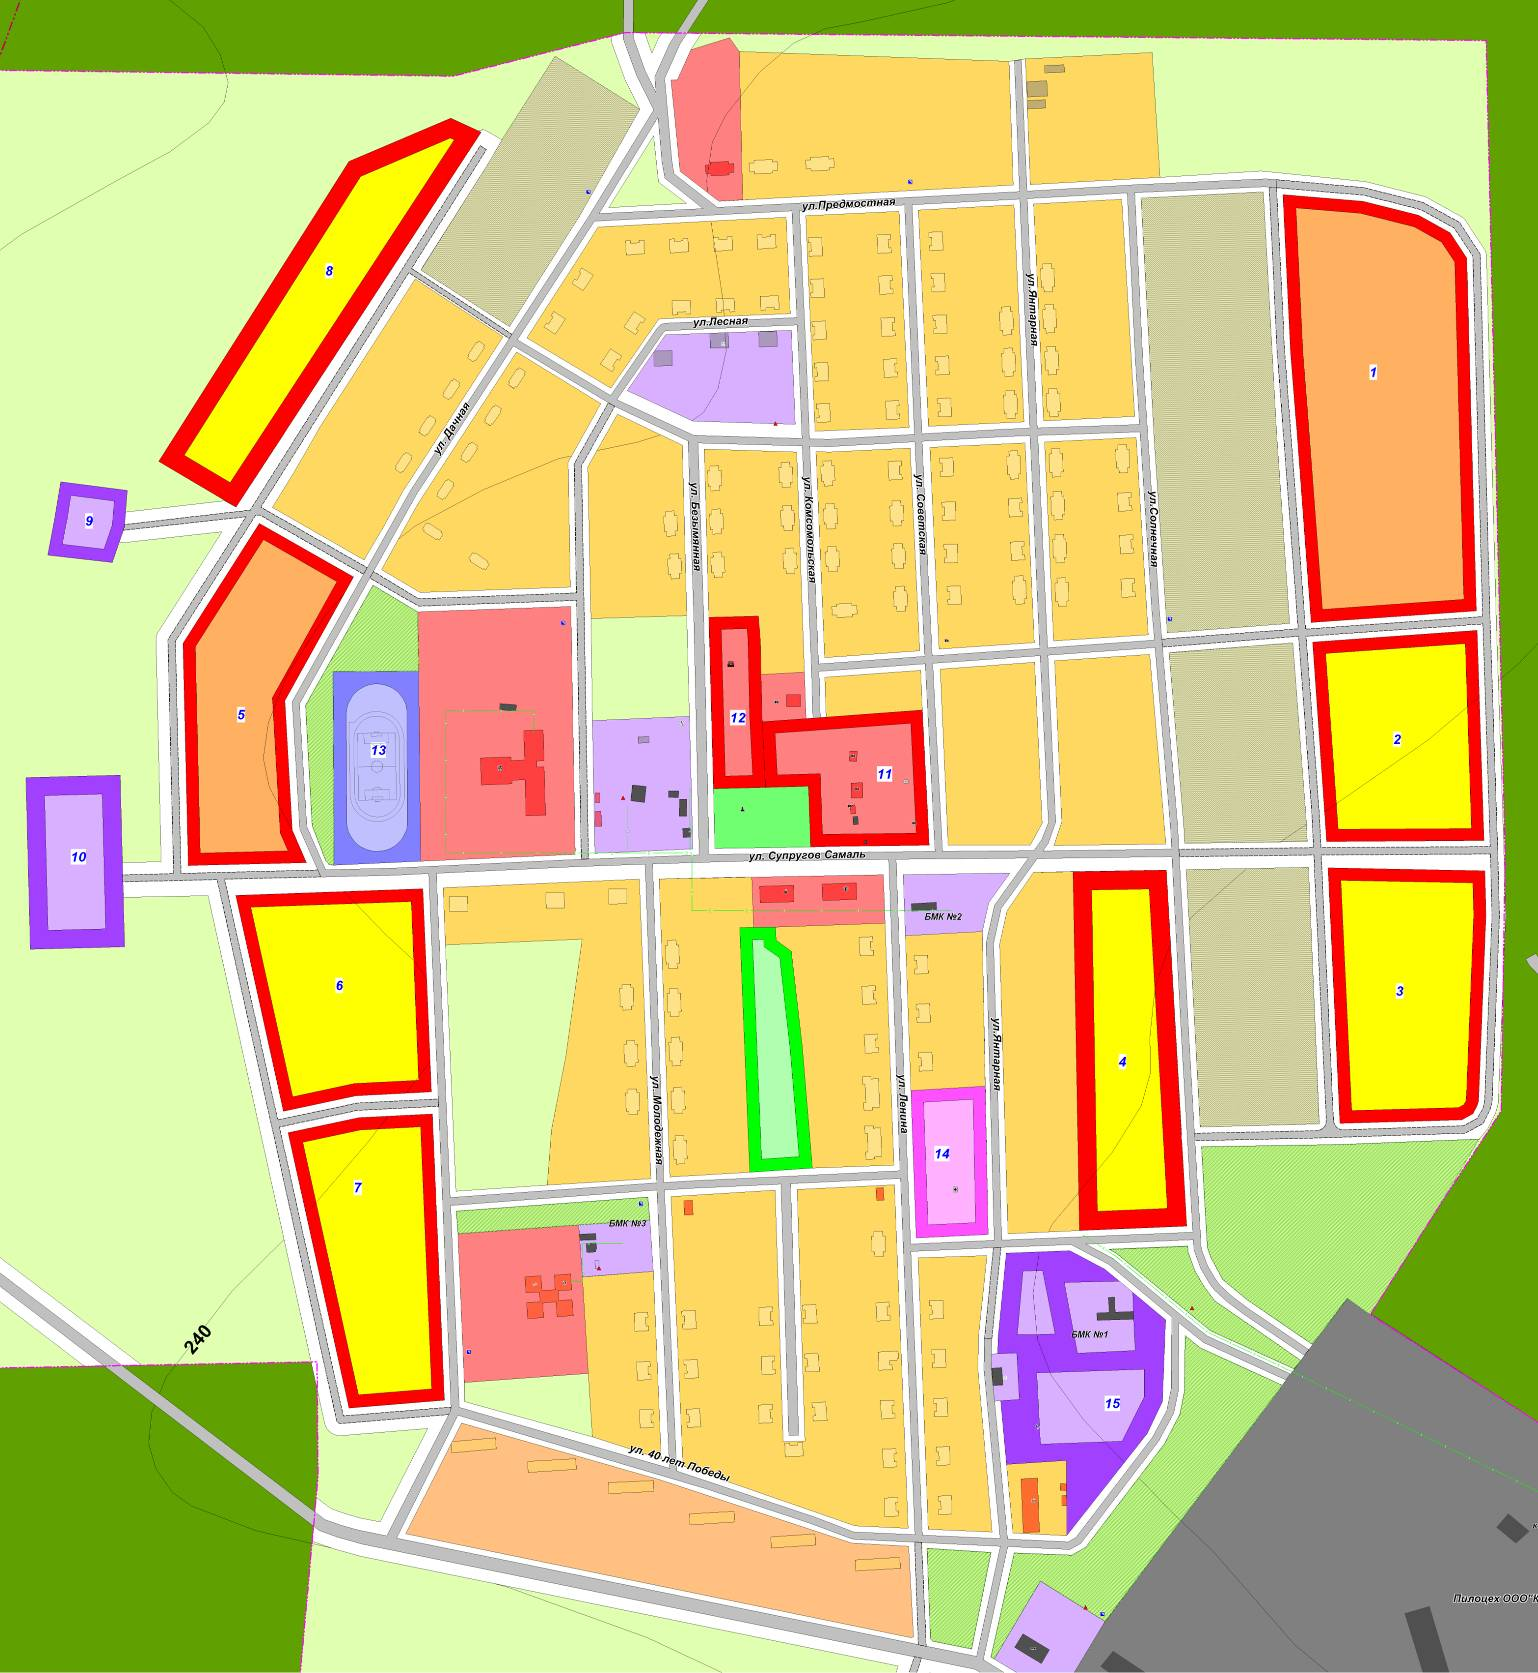 ул.Предмостная
8
ул.Лесная
ул.Янтарная
1
ул. Дачная
9
ул. Безымянная
ул. Комсомольская
ул. Советская
ул.Солнечная
5
12
2
13
11
10
ул. Супругов Самаль
БМК №2
6
3
4
ул.Янтарная
ул. Молодежная
ул. Ленина
14
7
БМК №3
240
БМК №1
15
ул. 40 лет Победы
Пилоцех ООО"К